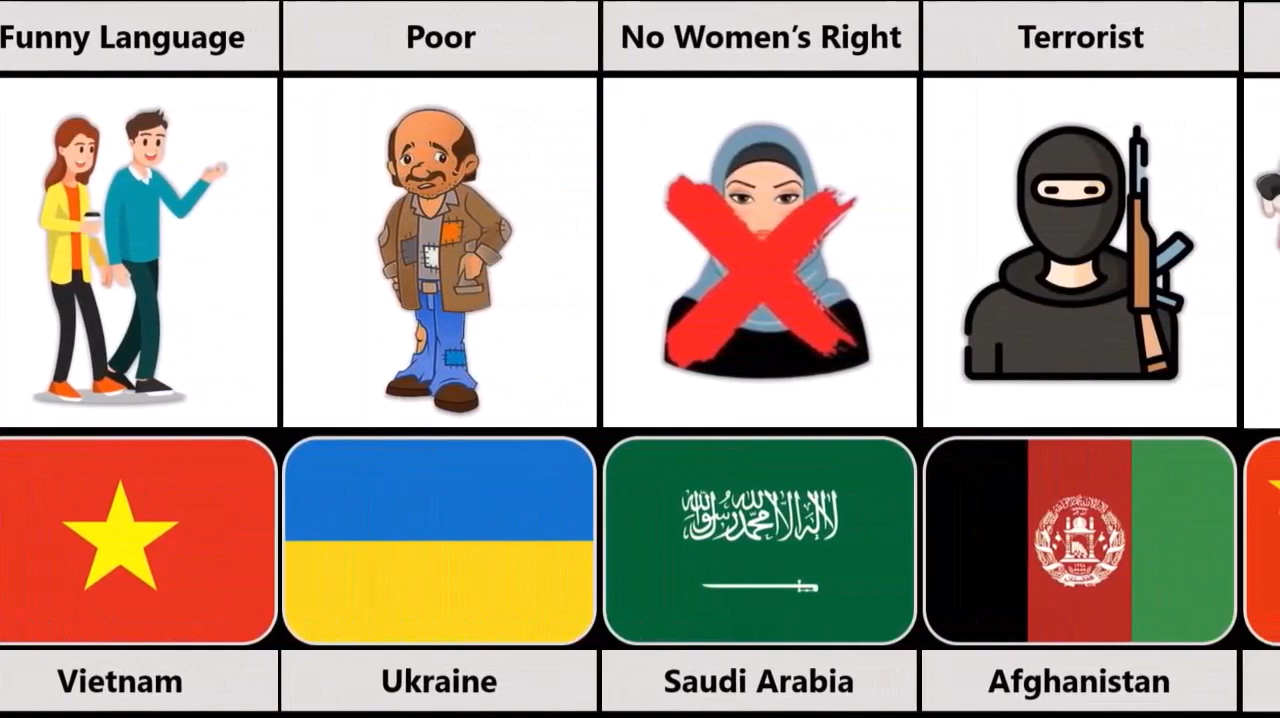 Funny Language
Poor
No Women's Right
Terrorist
لا إله إلا الله محمد رسول الله
Vietnam
Ukraine
Saudi Arabia
Afghanistan